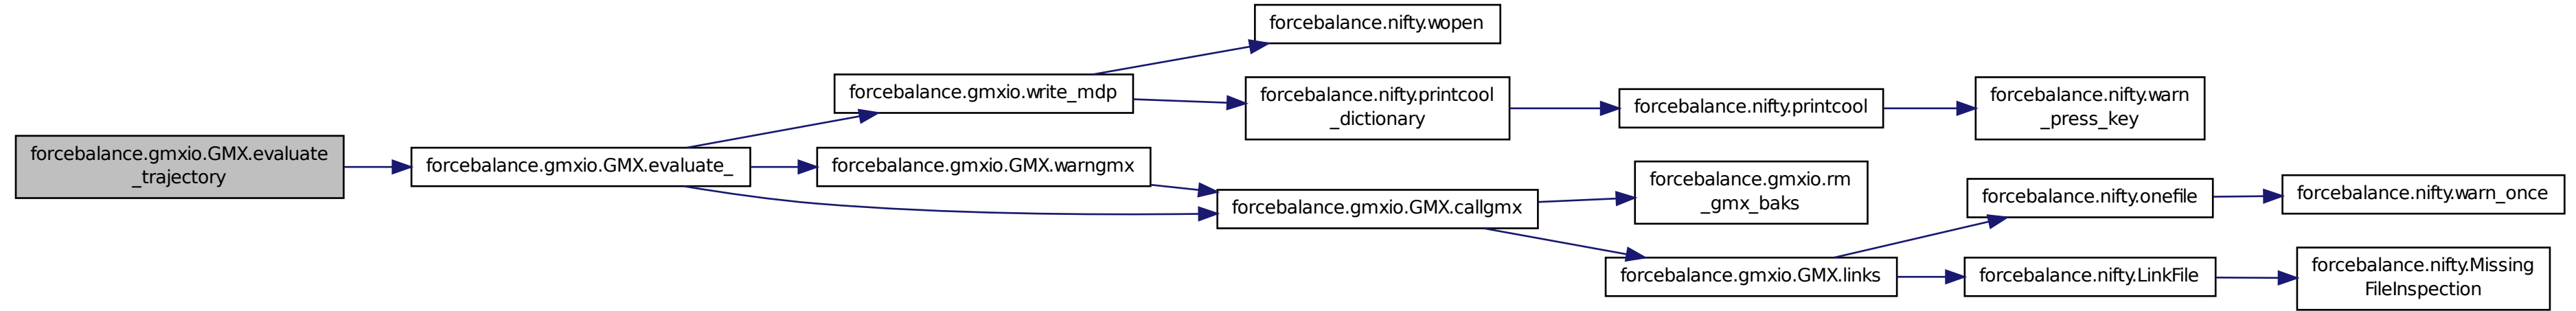 forcebalance.gmxio.GMX.evaluate
_trajectory
forcebalance.gmxio.GMX.evaluate_
forcebalance.gmxio.write_mdp
forcebalance.nifty.wopen
forcebalance.nifty.printcool
_dictionary
forcebalance.nifty.printcool
forcebalance.nifty.warn
_press_key
forcebalance.gmxio.GMX.warngmx
forcebalance.gmxio.GMX.callgmx
forcebalance.gmxio.rm
_gmx_baks
forcebalance.gmxio.GMX.links
forcebalance.nifty.onefile
forcebalance.nifty.warn_once
forcebalance.nifty.LinkFile
forcebalance.nifty.Missing
FileInspection